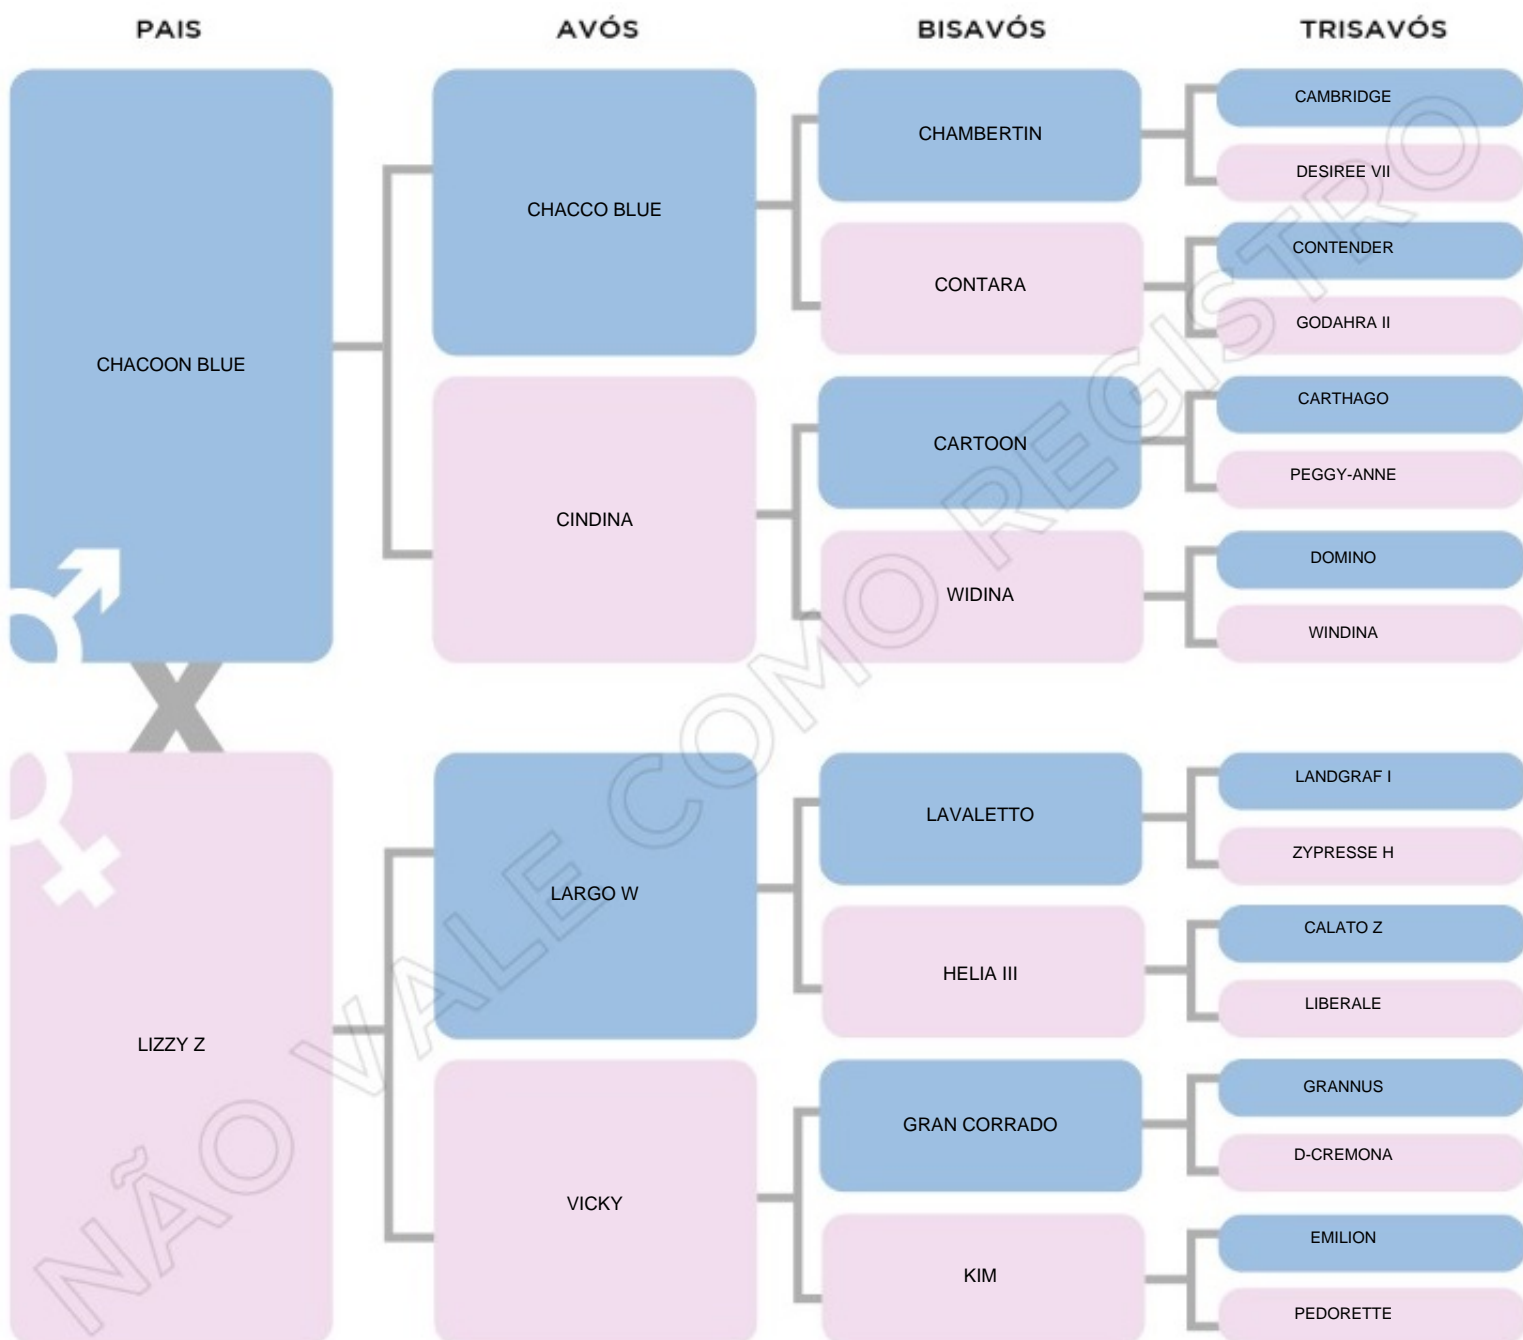 PAIS AVÓS BISAVÓS TRISAVÓS
CHACOON BLUE
CHACCO BLUE
CINDINA
CHAMBERTIN
CONTARA
CARTOON
WIDINA
CAMBRIDGE
DESIREE VII
CONTENDER
GODAHRA II
CARTHAGO
PEGGY-ANNE
DOMINO
WINDINA
X
LIZZY Z
LARGO W
VICKY
LAVALETTO
HELIA III
GRAN CORRADO
KIM
LANDGRAF I
ZYPRESSE H
CALATO Z
LIBERALE
GRANNUS
D-CREMONA
EMILION
PEDORETTE
NÃO VALE COMO REGISTRO